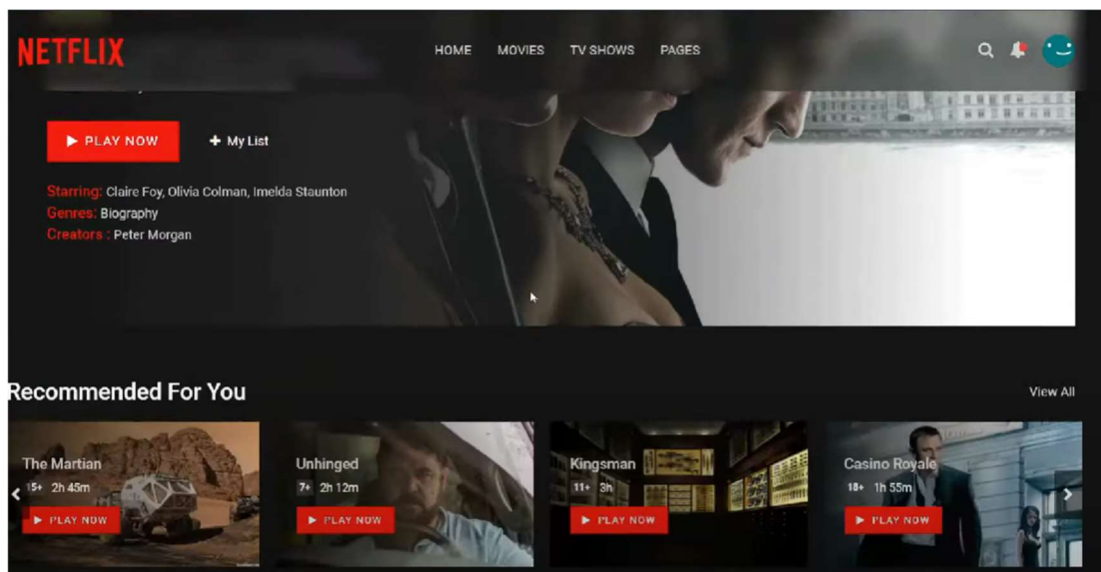 NETFLIX
HOME MOVIES TV SHOWS PAGES
PLAY NOW
+ My List
Starring: Claire Foy, Olivia Colman, Imelda Staunton
Genres: Biography
Creators : Peter Morgan
Recommended For You
View All
The Martian
15+ 2h 45m
PLAY NOW
Unhinged
7+ 2h 12m
PLAY NOW
Kingsman
11+ 3h
PLAY NOW
Casino Royale
18+ 1h 55m
PLAY NOW